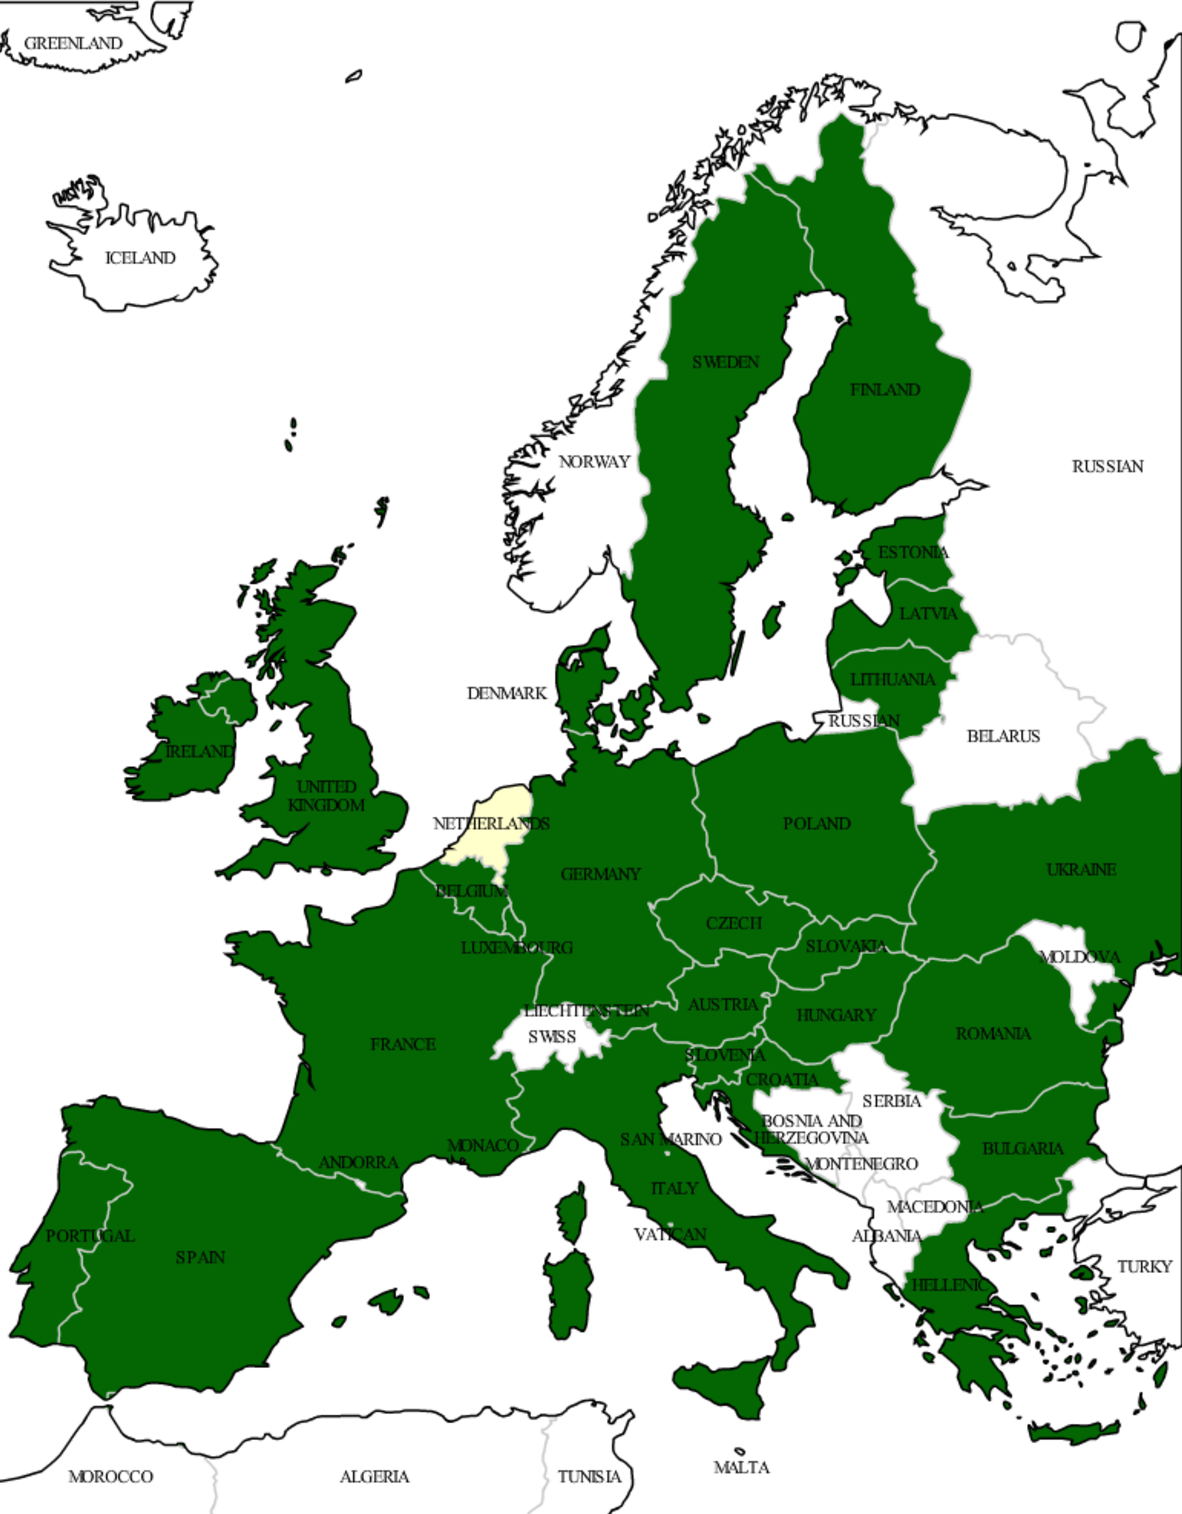 GREENLAND
ICELAND
SWEDEN
FINLAND
NORWAY
RUSSIAN
ESTONIA
LATVIA
LITHUANIA
DENMARK
RUSSIAN
BELARUS
IRELAND
UNITED
KINGDOM
NETHERLANDS
POLAND
GERMANY
UKRAINE
BELGIUM
CZECH
SLOVAKIA
LUXEMBOURG
MOLDOVA
AUSTRIA
LIECHTENSTEIN
HUNGARY
SWISS
ROMANIA
FRANCE
SLOVENIA
CROATIA
SERBIA
BOSNIA AND
HERZEGOVINA
SAN MARINO
MONACO
BULGARIA
ANDORRA
MONTENEGRO
ITALY
MACEDONIA
PORTUGAL
VATICAN
ALBANIA
SPAIN
TURKY
HELLENIC
MALTA
MOROCCO
ALGERIA
TUNISIA